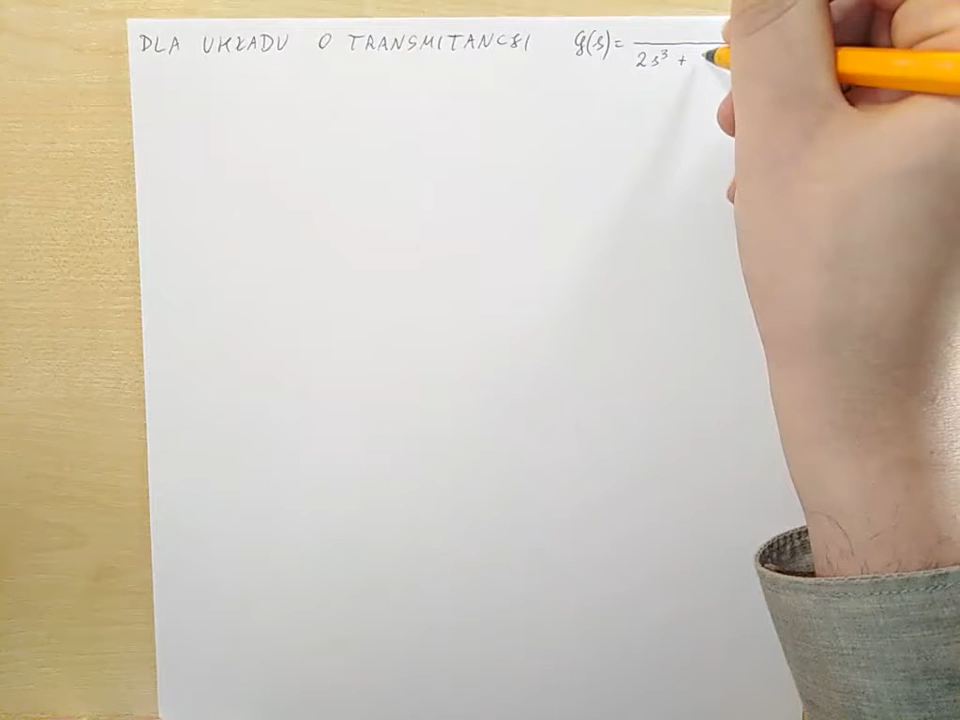 DLA UKŁADU O TRANSMITANCJI G(s) = ‾‾‾‾
2s³ +